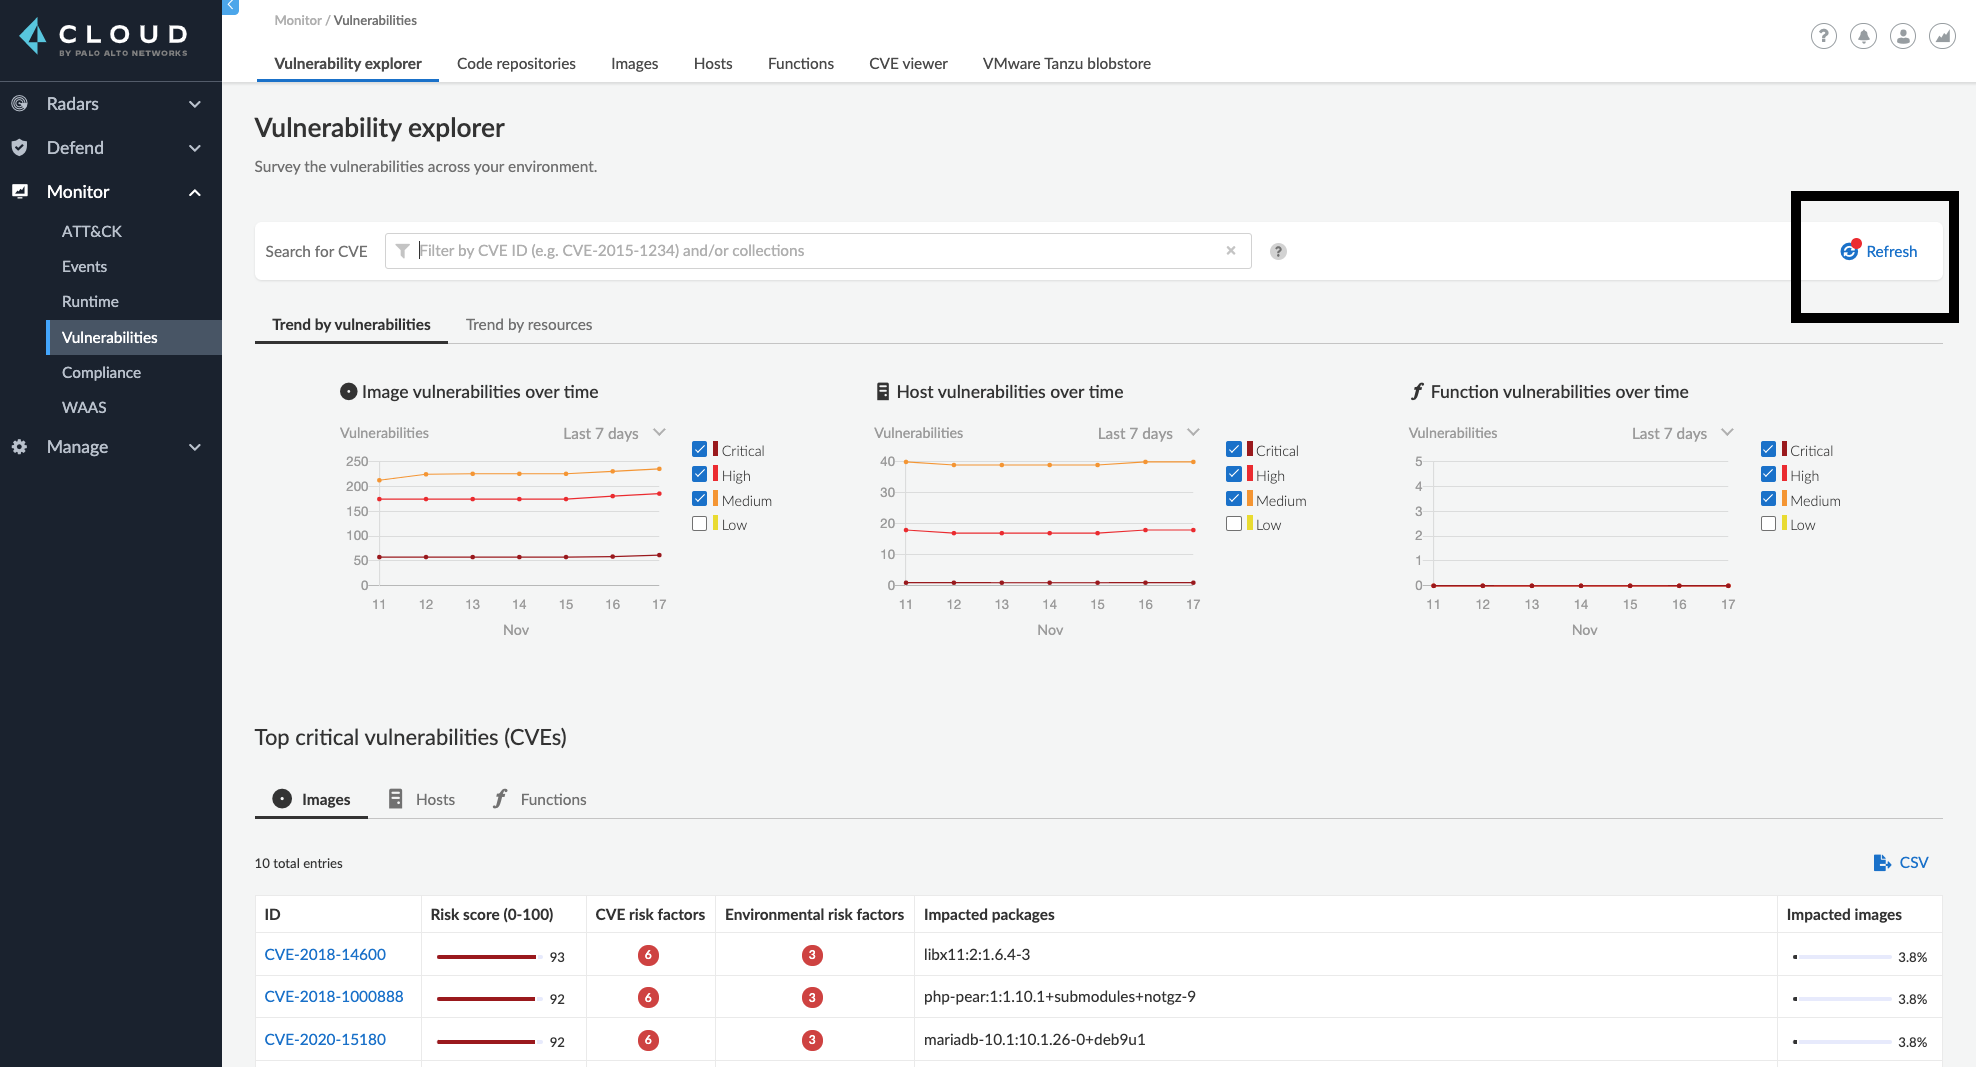 CLOUD
BY PALO ALTO NETWORKS
Radars
Defend
Monitor
ATT&CK
Events
Runtime
Vulnerabilities
Compliance
WAAS
Manage
Monitor / Vulnerabilities
Vulnerability explorer Code repositories Images Hosts Functions CVE viewer VMware Tanzu blobstore
?
Vulnerability explorer
Survey the vulnerabilities across your environment.
Search for CVE Filter by CVE ID (e.g. CVE-2015-1234) and/or collections × ? Refresh
Trend by vulnerabilities Trend by resources
Image vulnerabilities over time
Vulnerabilities Last 7 days
250
200
150
100
50
0
11 12 13 14 15 16 17
Nov
Critical
High
Medium
Low
Host vulnerabilities over time
Vulnerabilities Last 7 days
40
30
20
10
0
11 12 13 14 15 16 17
Nov
Critical
High
Medium
Low
Function vulnerabilities over time
Vulnerabilities Last 7 days
5
4
3
2
1
0
11 12 13 14 15 16 17
Nov
Critical
High
Medium
Low
Top critical vulnerabilities (CVEs)
Images Hosts Functions
10 total entries CSV
ID Risk score (0-100) CVE risk factors Environmental risk factors Impacted packages Impacted images
CVE-2018-14600 93 6 3 libx11:2:1.6.4-3 3.8%
CVE-2018-1000888 92 6 3 php-pear:1:1.10.1+submodules+notgz-9 3.8%
CVE-2020-15180 92 6 3 mariadb-10.1:10.1.26-0+deb9u1 3.8%